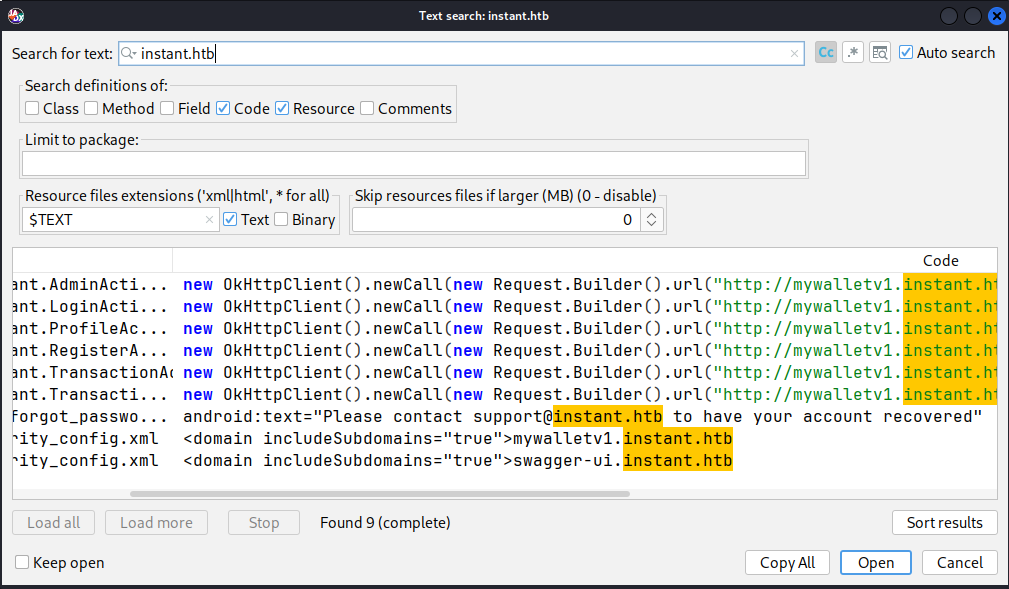 Text search: instant.htb
Search for text: instant.htb Cc .* Auto search
Search definitions of:
Class Method Field Code Resource Comments
Limit to package:
Resource files extensions ('xml|html', * for all) Skip resources files if larger (MB) (0 - disable)
$TEXT Text Binary 0
Code
ant.AdminActi... new OkHttpClient().newCall(new Request.Builder().url("http://mywalletv1.instant.ht
ant.LoginActi... new OkHttpClient().newCall(new Request.Builder().url("http://mywalletv1.instant.ht
ant.ProfileAc... new OkHttpClient().newCall(new Request.Builder().url("http://mywalletv1.instant.ht
ant.RegisterA... new OkHttpClient().newCall(new Request.Builder().url("http://mywalletv1.instant.ht
ant.TransactionAc new OkHttpClient().newCall(new Request.Builder().url("http://mywalletv1.instant.ht
ant.Transacti... new OkHttpClient().newCall(new Request.Builder().url("http://mywalletv1.instant.ht
forgot_passwo... android:text="Please contact support@instant.htb to have your account recovered"
rity_config.xml <domain includeSubdomains="true">mywalletv1.instant.htb
rity_config.xml <domain includeSubdomains="true">swagger-ui.instant.htb
Load all Load more Stop Found 9 (complete) Sort results
Keep open Copy All Open Cancel